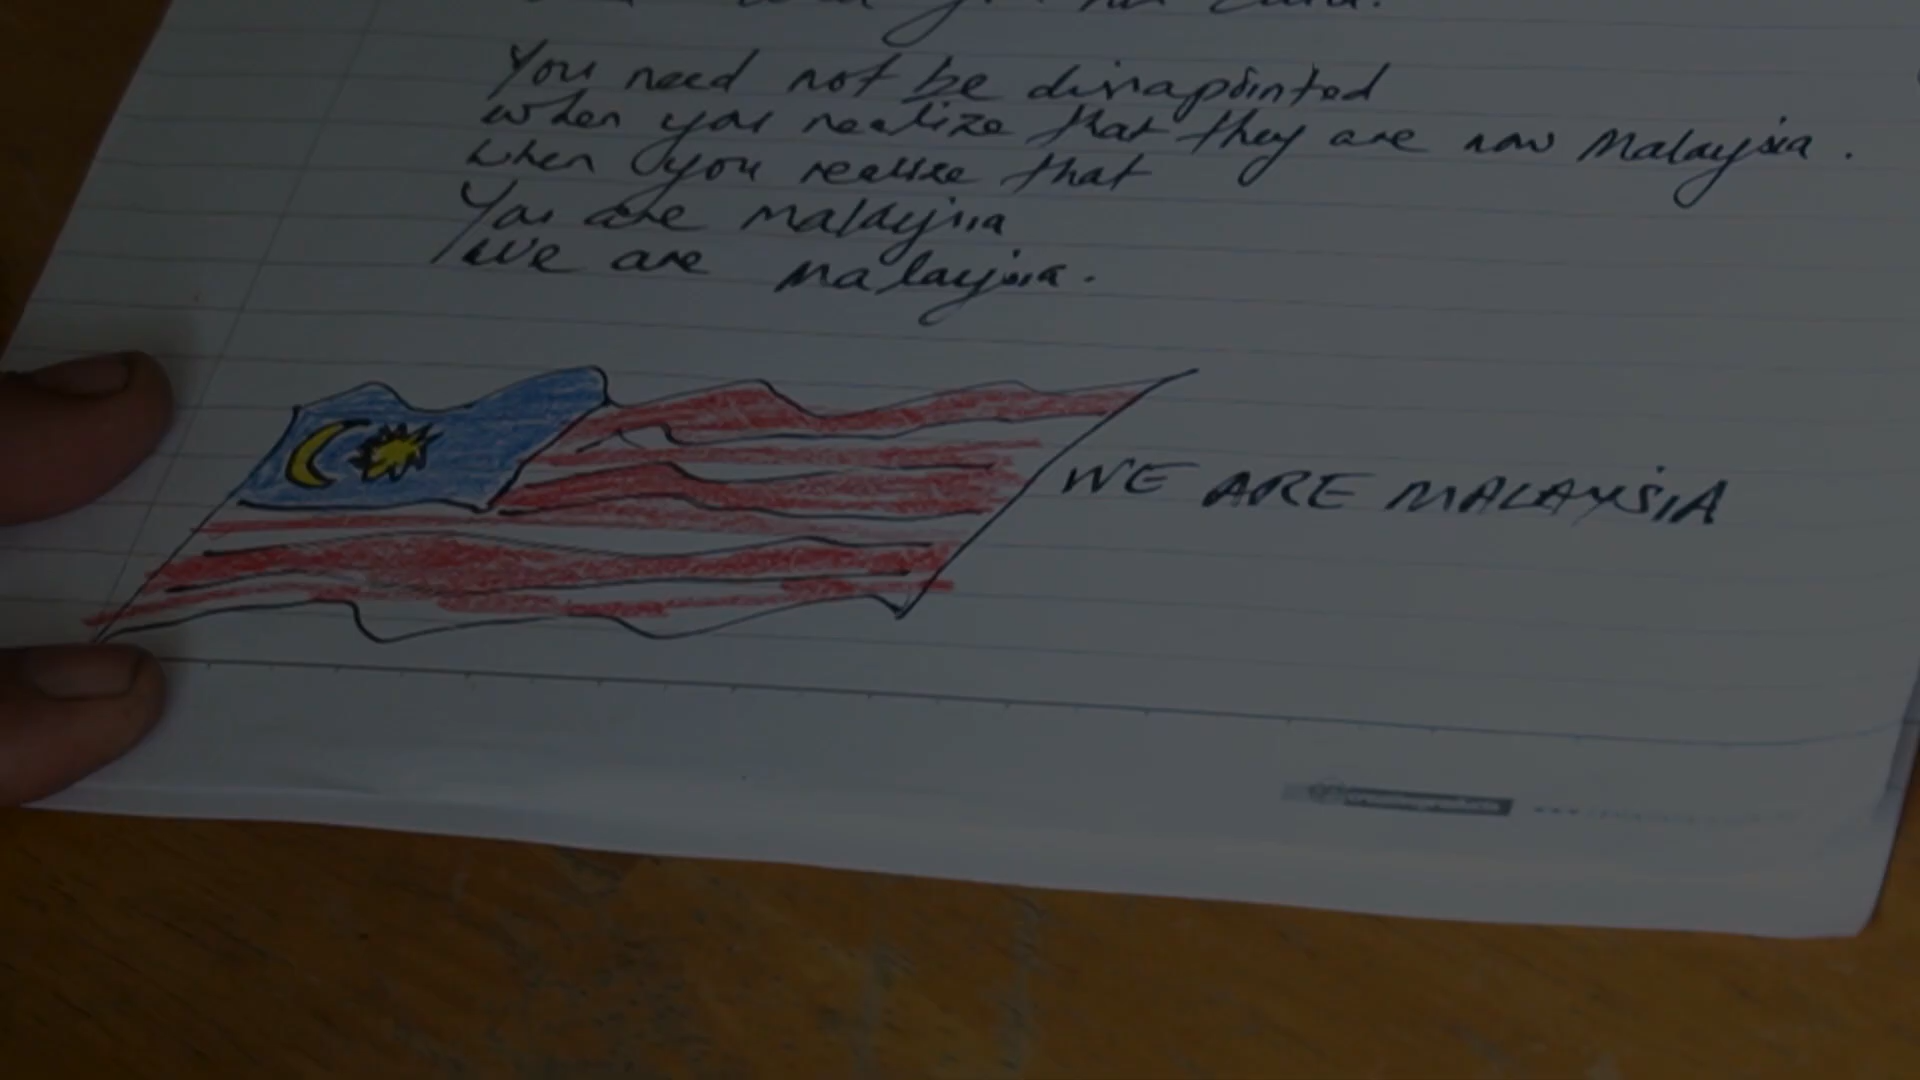 You need not be disnapointed
when you realize that they are now Malaysia.
when you realise that
You are malaysia
We are malaysia.
WE ARE MALAYSIA